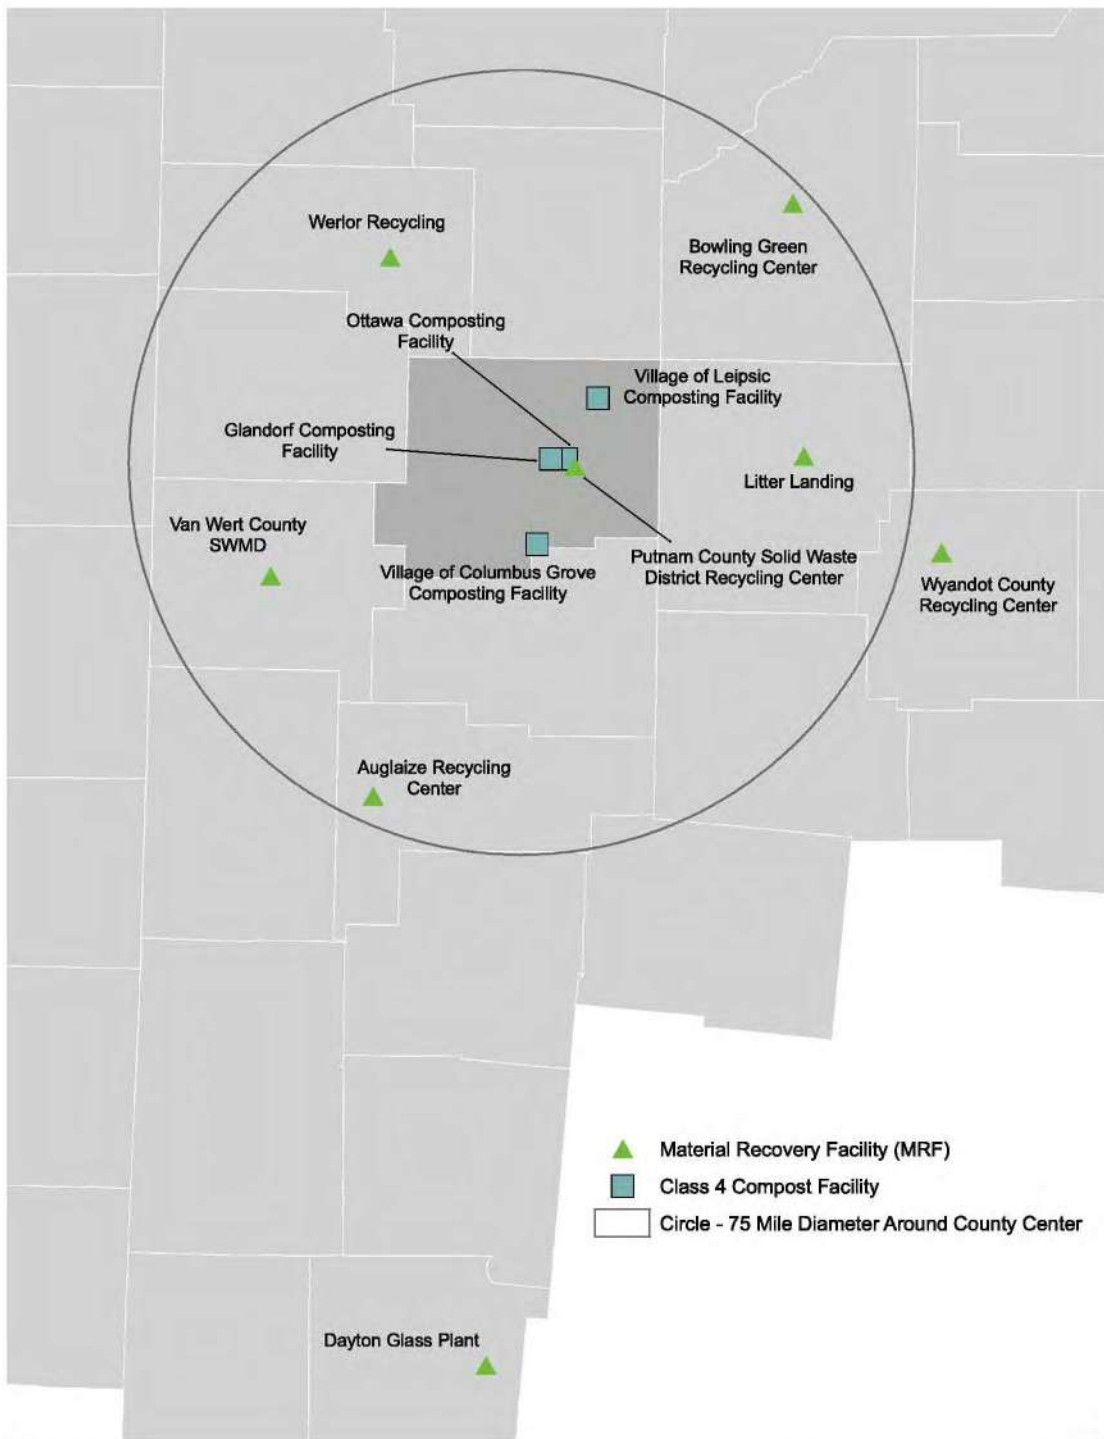 Werlor Recycling
Bowling Green
Recycling Center
Ottawa Composting
Facility
Village of Leipsic
Composting Facility
Glandorf Composting
Facility
Litter Landing
Van Wert County
SWMD
Village of Columbus Grove
Composting Facility
Putnam County Solid Waste
District Recycling Center
Wyandot County
Recycling Center
Auglaize Recycling
Center
Material Recovery Facility (MRF)
Class 4 Compost Facility
Circle - 75 Mile Diameter Around County Center
Dayton Glass Plant